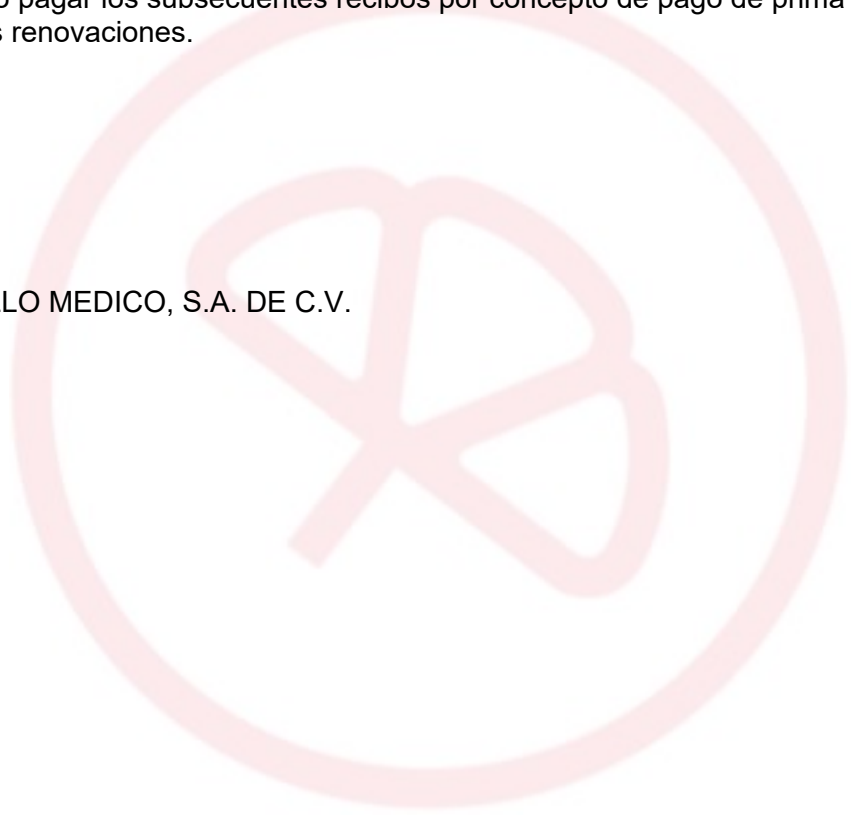 pagar los subsecuentes recibos por concepto de pago de prima
renovaciones.
LO MEDICO, S.A. DE C.V.